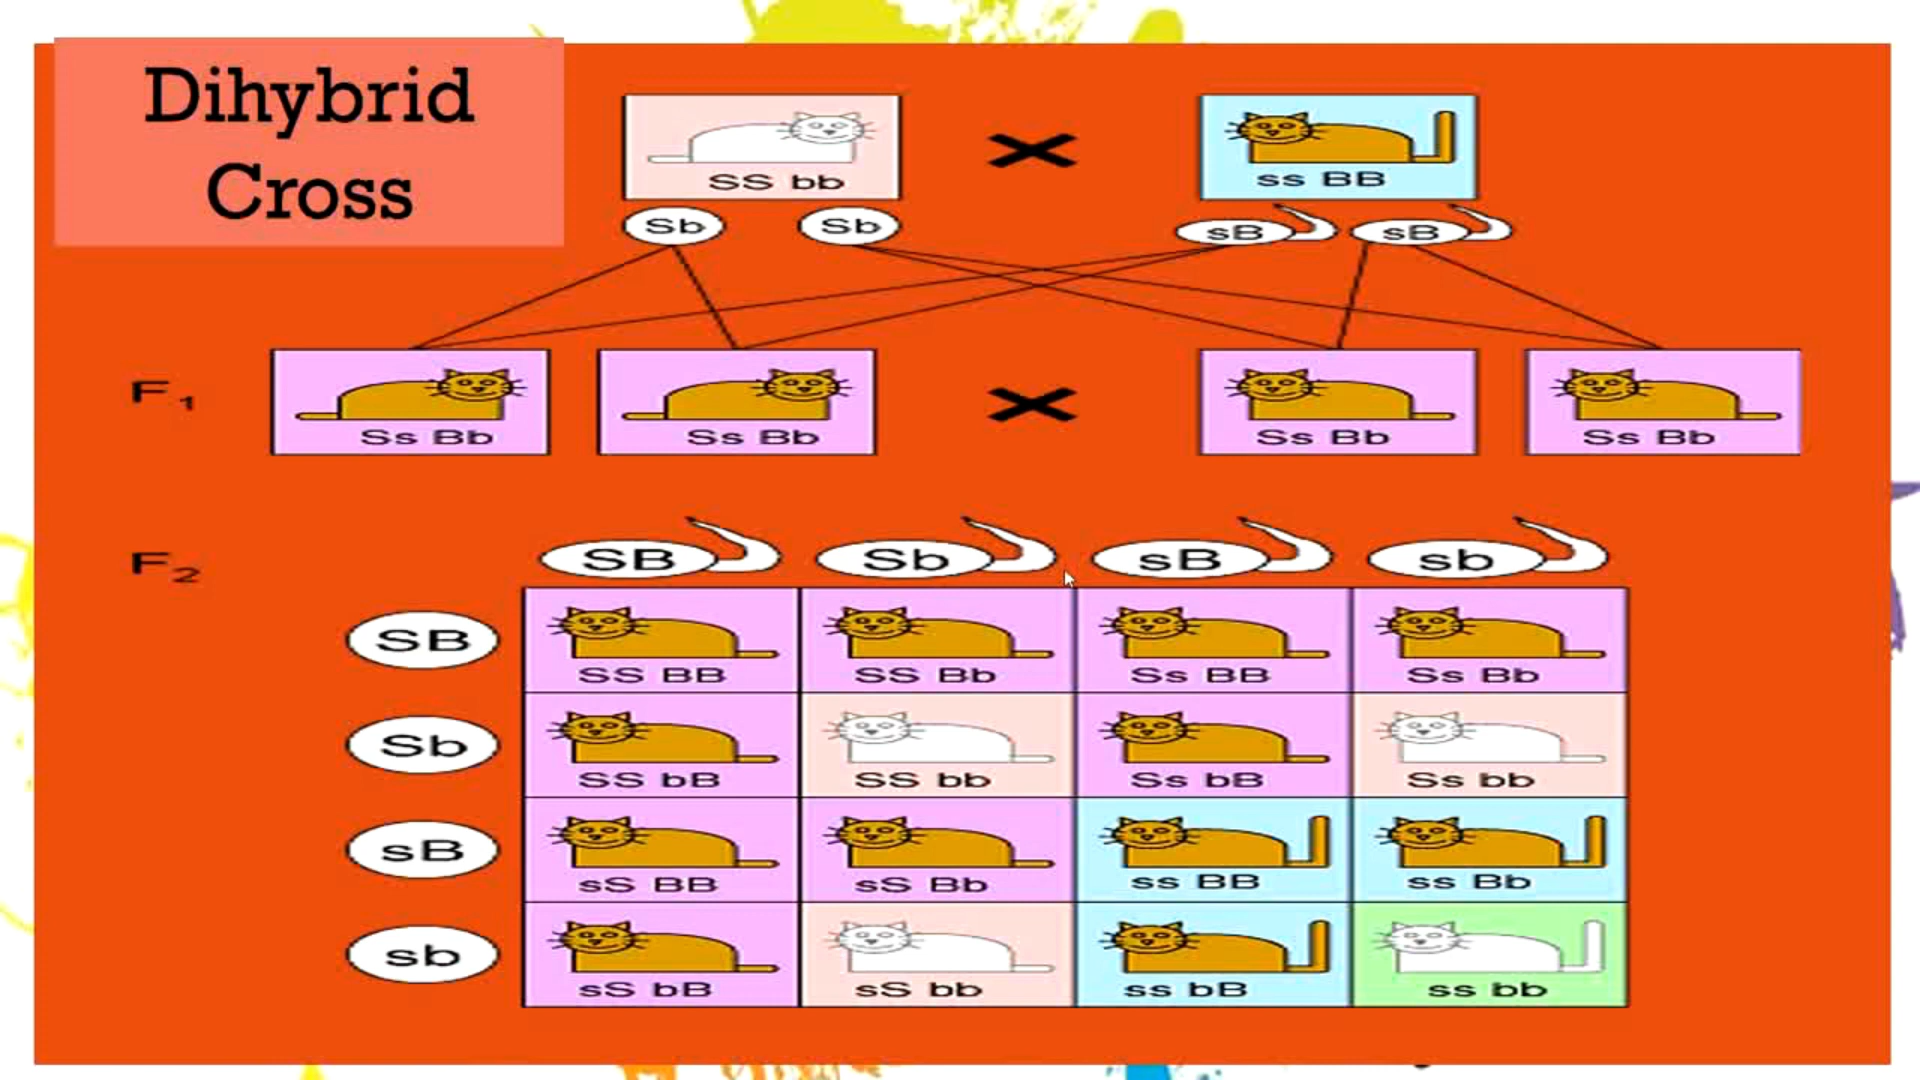 Dihybrid
Cross
SS bb
ss BB
Sb
Sb
sB
sB
F1
Ss Bb
Ss Bb
Ss Bb
Ss Bb
F2
SB
Sb
sB
sb
SB
SS BB
SS Bb
Ss BB
Ss Bb
Sb
SS bB
SS bb
Ss bB
Ss bb
sB
sS BB
sS Bb
ss BB
ss Bb
sb
sS bB
sS bb
ss bB
ss bb